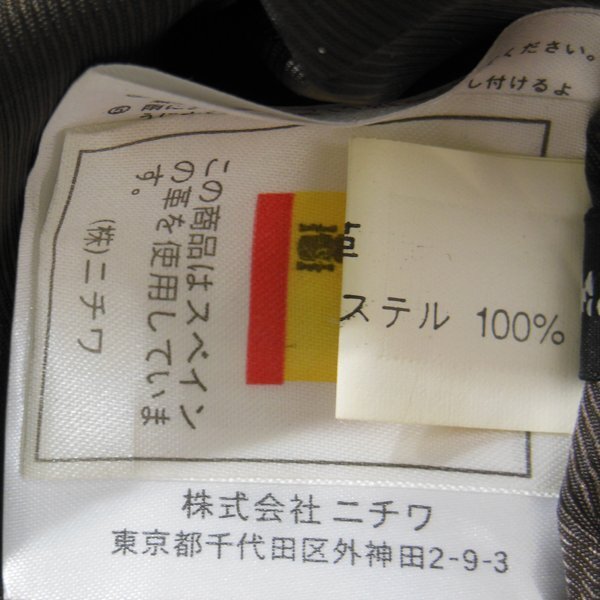 ください。
し付けるよ
この商品はスペイン
の革を使用していま
す。
(株)ニチワ
ステル 100%
株式会社 ニチワ
東京都千代田区外神田2-9-3